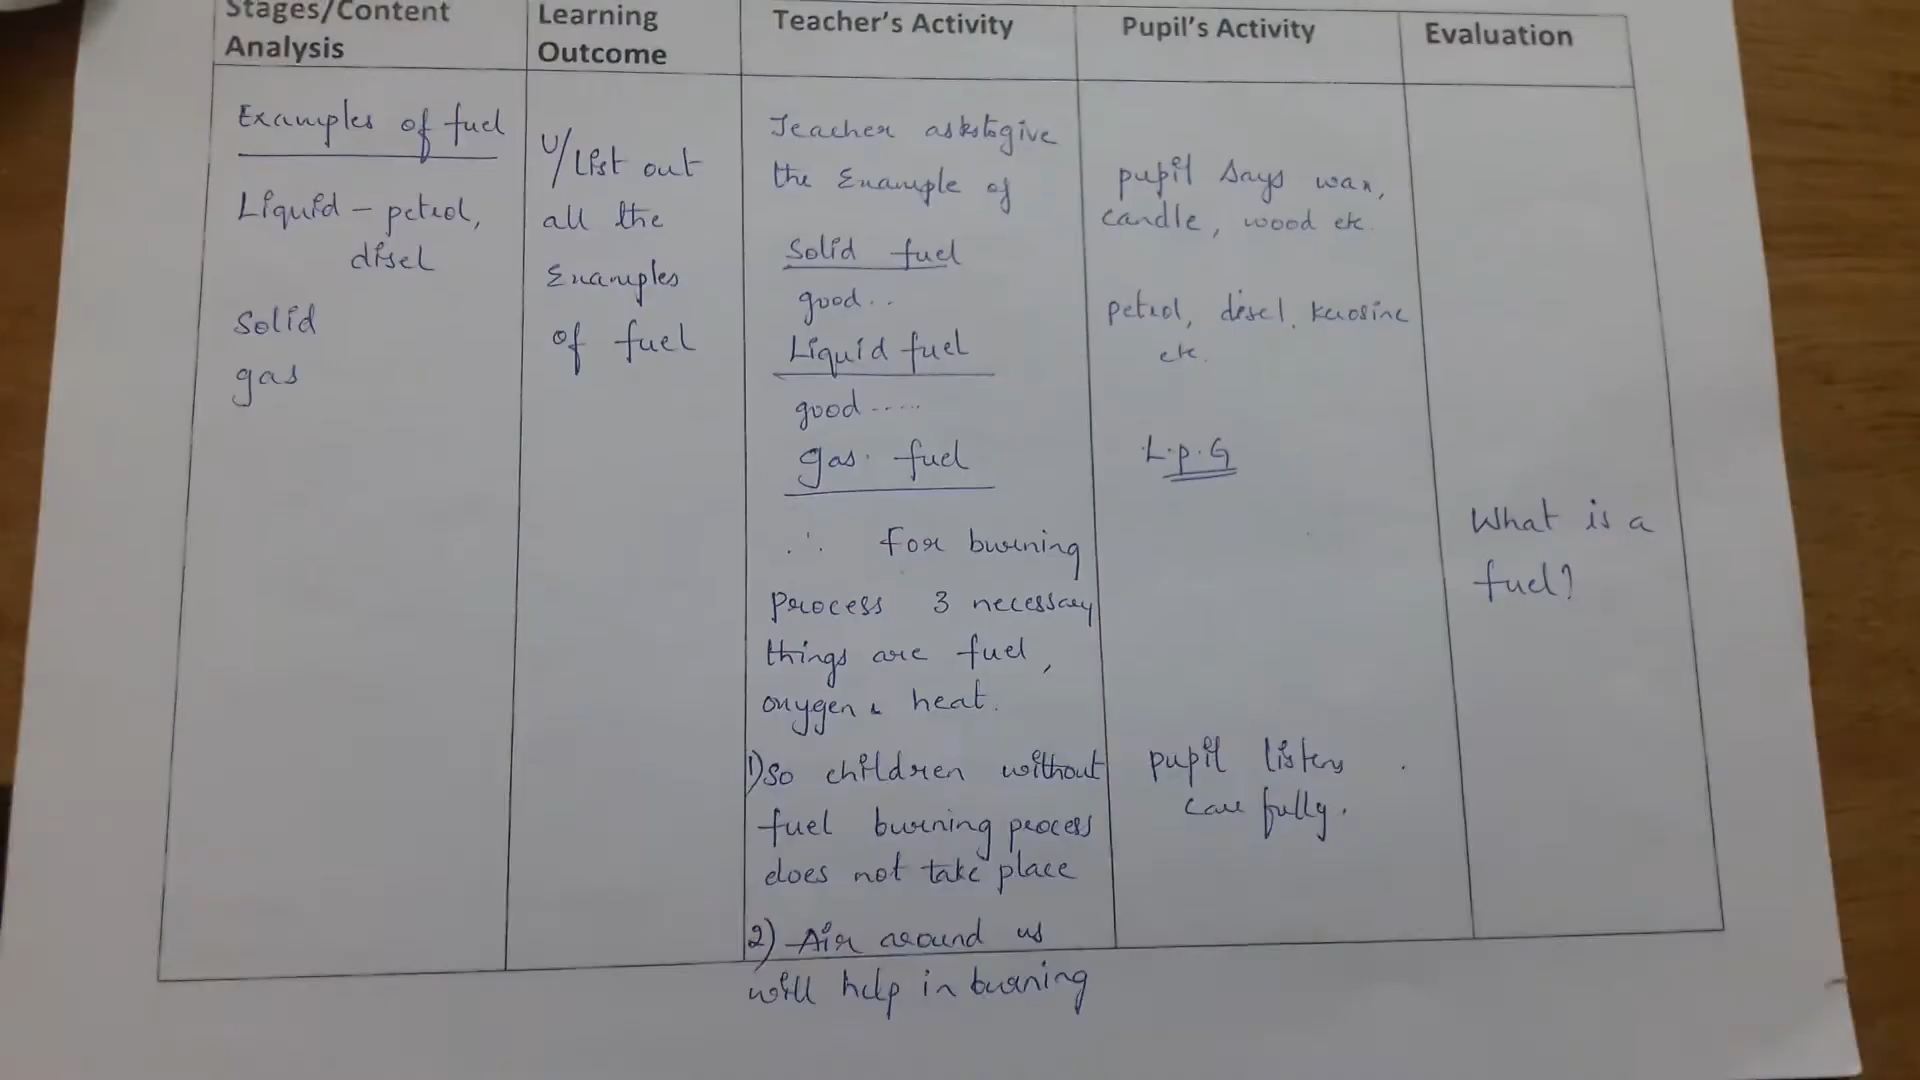 Stages/Content
Analysis
Learning
Outcome
Teacher's Activity
Pupil's Activity
Evaluation
Examples of fuel
Liquid - petrol,
disel
Solid
gas
U/List out
all the
Examples
of fuel
Teacher asks to give
the Example of
Solid fuel
good..
Liquid fuel
good.....
gas. fuel
∴ For burning
process 3 necessary
things are fuel,
oxygen & heat.
1) So children without
fuel burning process
does not take place
2) Air around us
will help in burning
pupil says wax,
candle, wood etc.
petrol, disel, kerosine
etc.
L.P.G
pupil listens
carefully.
What is a
fuel?